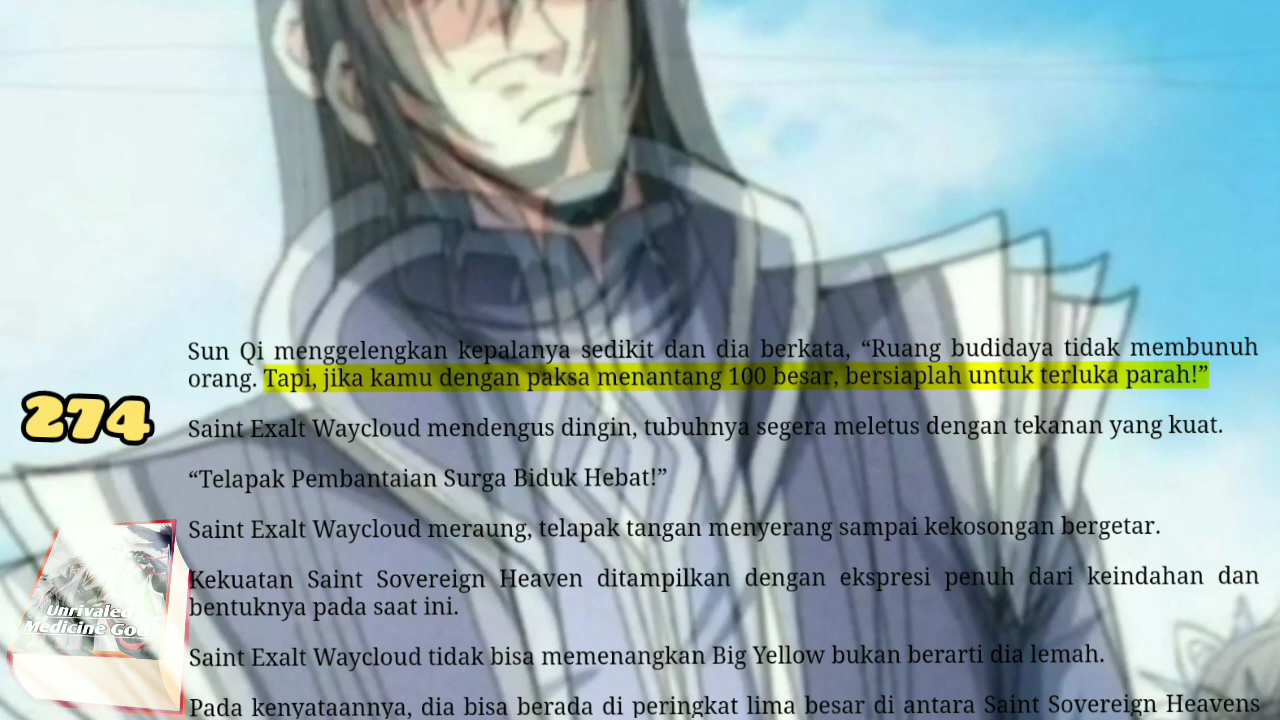 Sun Qi menggelengkan kepalanya sedikit dan dia berkata, “Ruang budidaya tidak membunuh
orang. Tapi, jika kamu dengan paksa menantang 100 besar, bersiaplah untuk terluka parah!”
274
Saint Exalt Waycloud mendengus dingin, tubuhnya segera meletus dengan tekanan yang kuat.
“Telapak Pembantaian Surga Biduk Hebat!”
Saint Exalt Waycloud meraung, telapak tangan menyerang sampai kekosongan bergetar.
Kekuatan Saint Sovereign Heaven ditampilkan dengan ekspresi penuh dari keindahan dan
bentuknya pada saat ini.
Unrivaled
Medicine God
Saint Exalt Waycloud tidak bisa memenangkan Big Yellow bukan berarti dia lemah.
Pada kenyataannya, dia bisa berada di peringkat lima besar di antara Saint Sovereign Heavens